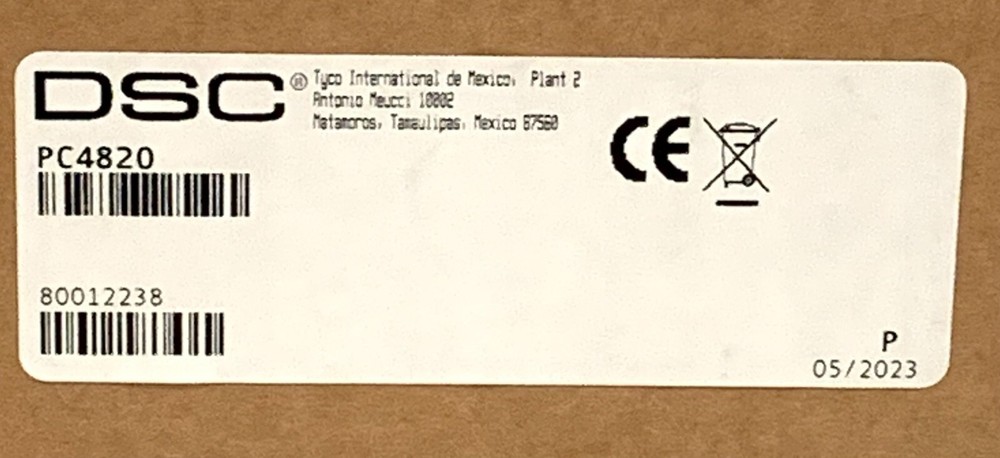 DSC® Tyco International de Mexico, Plant 2
Antonio Meucci 10002
Matamoros, Tamaulipas, Mexico 87560
CE
PC4820
80012238
P
05/2023